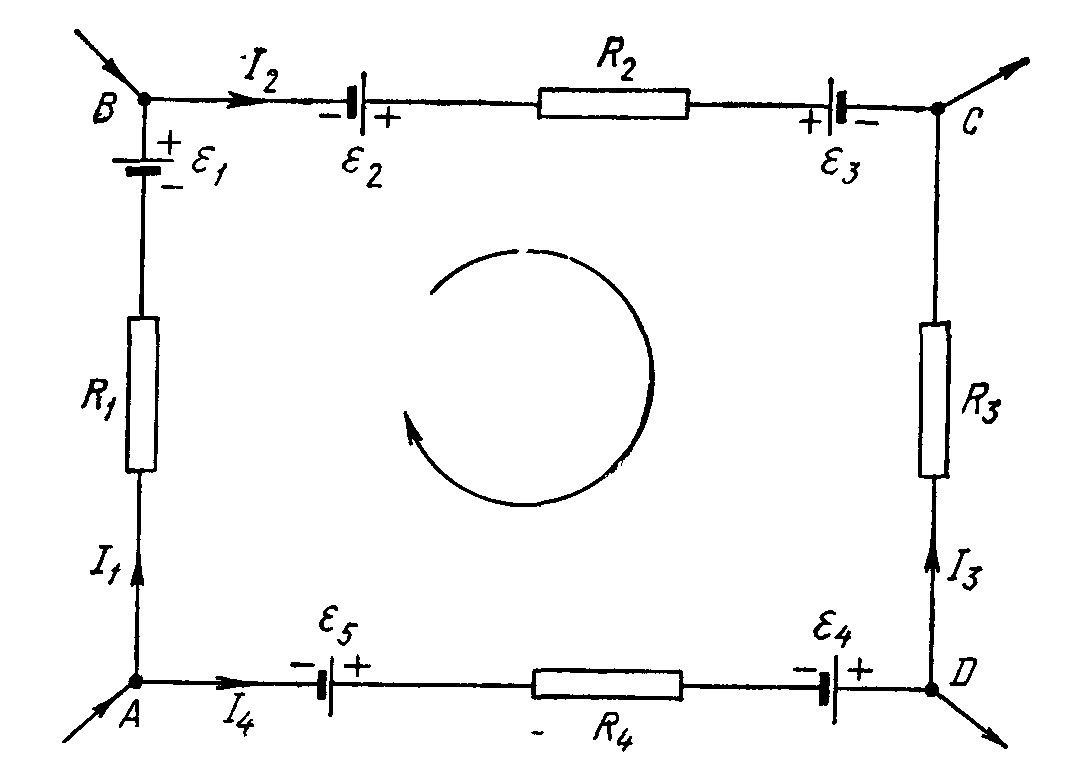 I₂
R₂
B
C
- +
+ -
+
ε₁
-
ε₂
ε₃
R₁
R₃
I₁
I₃
ε₅
ε₄
- +
- +
D
A
I₄
R₄